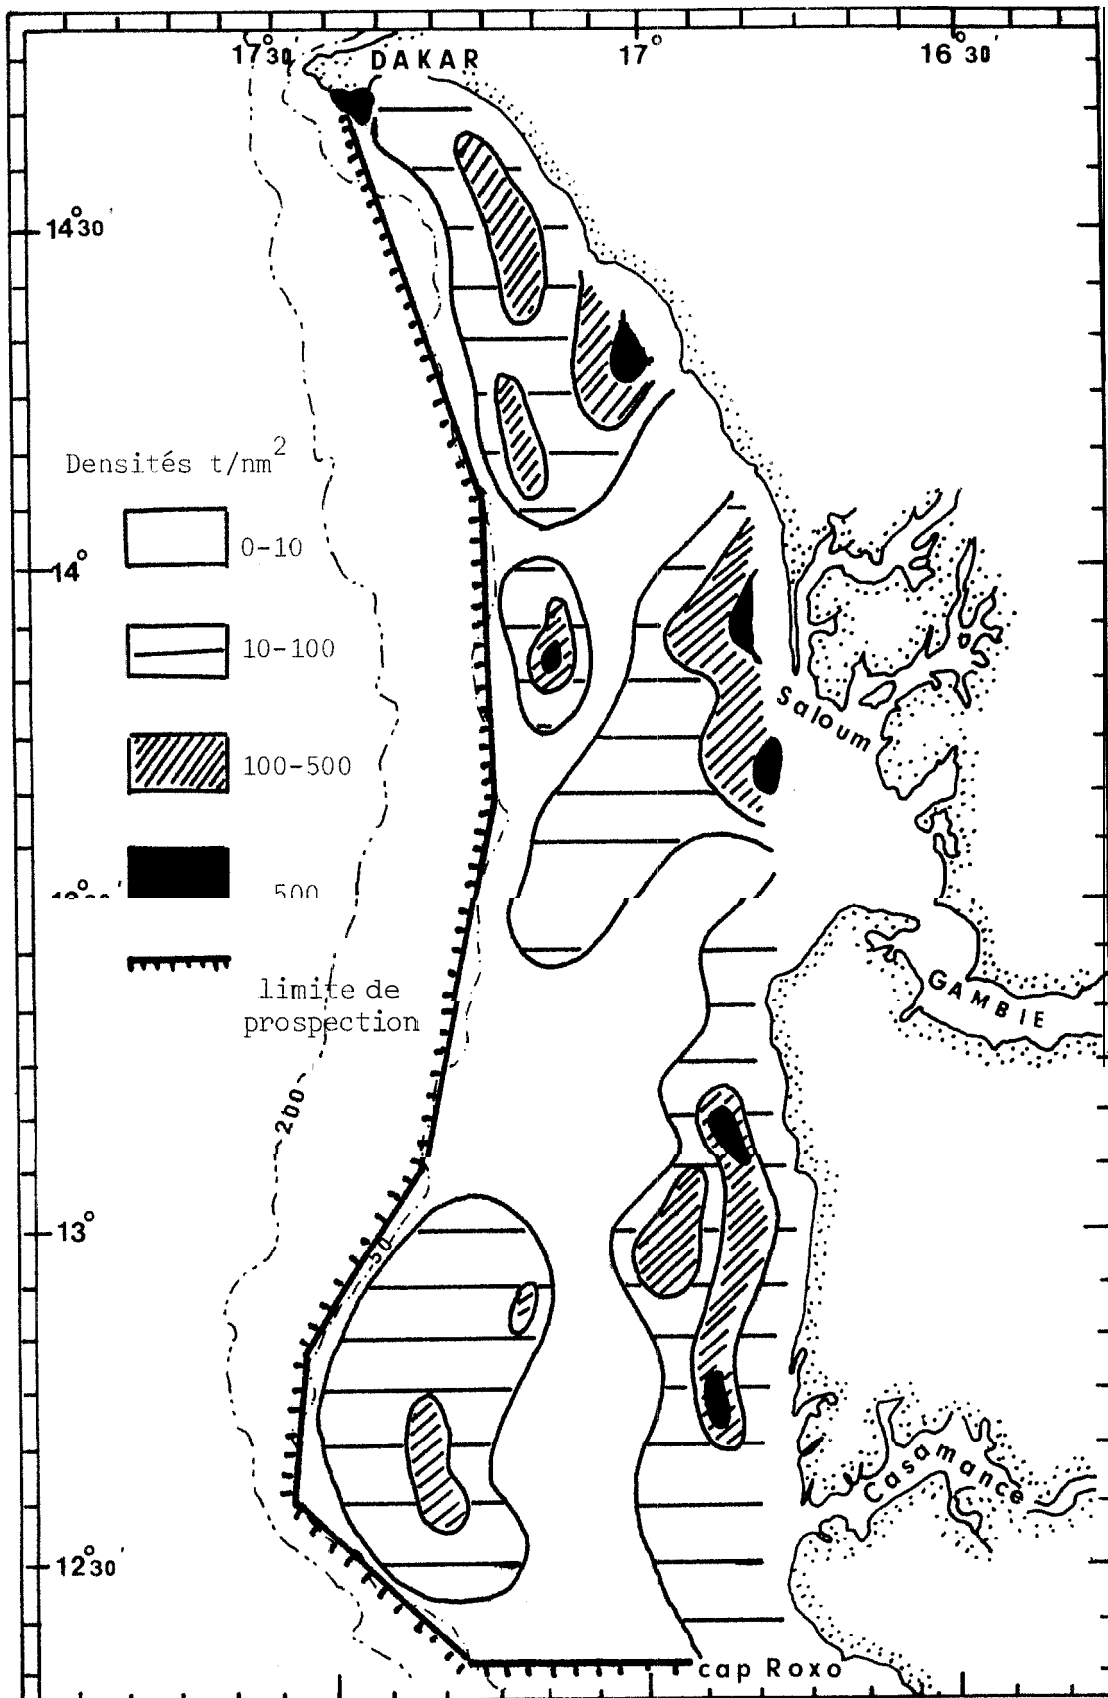 17°30' DAKAR 17° 16°30'
14°30'
Densités t/nm²
0-10
14°
10-100
Saloum
100-500
500
limite de
prospection
GAMBIE
200
13°
50
Casamance
12°30'
cap Roxo